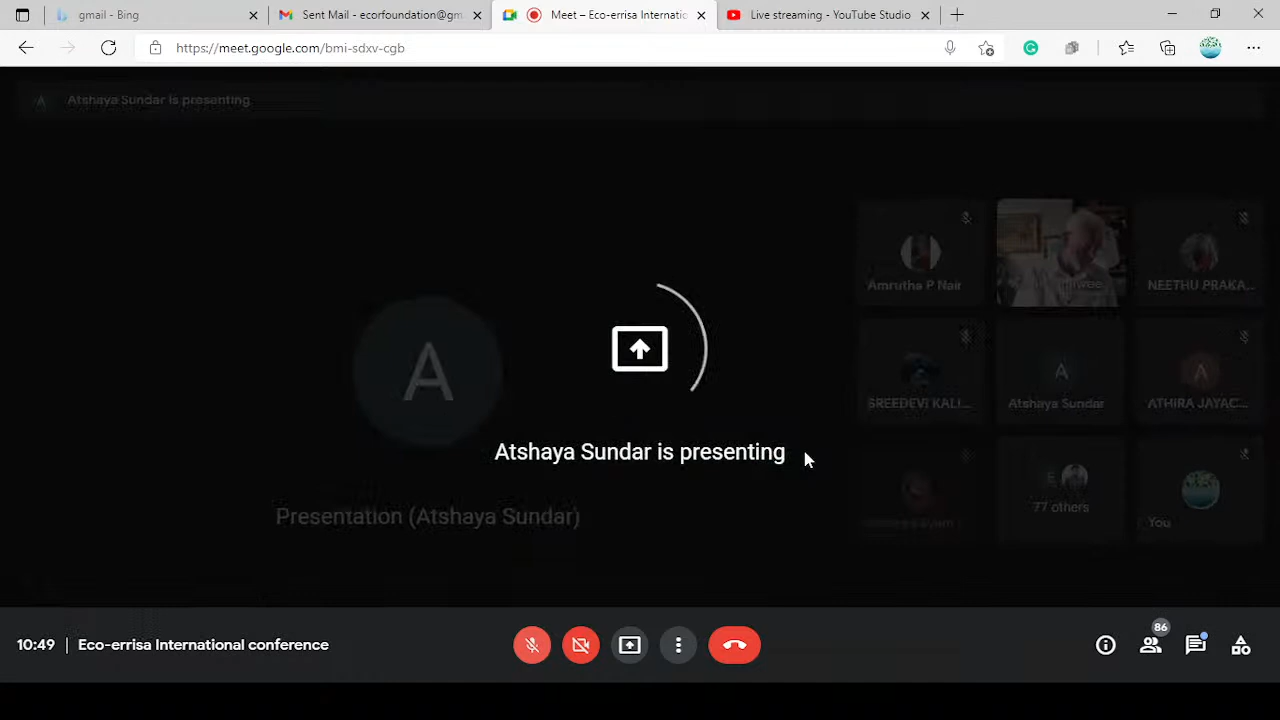 gmail - Bing
Sent Mail - ecorfoundation@gm
Meet – Eco-errisa Internatio
Live streaming - YouTube Studio
https://meet.google.com/bmi-sdxv-cgb
A
Atshaya Sundar is presenting
Amrutha P Nair
NEETHU PRAKA...
A
SREEDEVI KALI...
A
Atshaya Sundar
A
ATHIRA JAYAC...
Atshaya Sundar is presenting
Presentation (Atshaya Sundar)
E
77 others
You
10:49 | Eco-errisa International conference
86